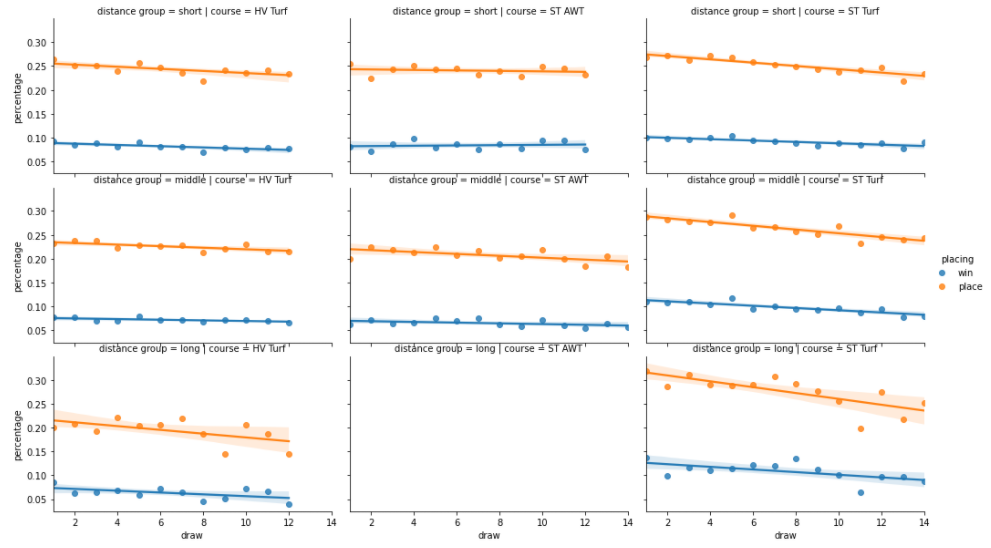 distance group = short | course = HV Turf
distance group = short | course = ST AWT
distance group = short | course = ST Turf
0.30
0.25
0.20
0.15
0.10
0.05
percentage
distance group = middle | course = HV Turf
distance group = middle | course = ST AWT
distance group = middle | course = ST Turf
0.30
0.25
0.20
0.15
0.10
0.05
percentage
placing
win
place
distance group = long | course = HV Turf
distance group = long | course = ST AWT
distance group = long | course = ST Turf
0.30
0.25
0.20
0.15
0.10
0.05
percentage
2 4 6 8 10 12 14
2 4 6 8 10 12 14
2 4 6 8 10 12 14
draw
draw
draw